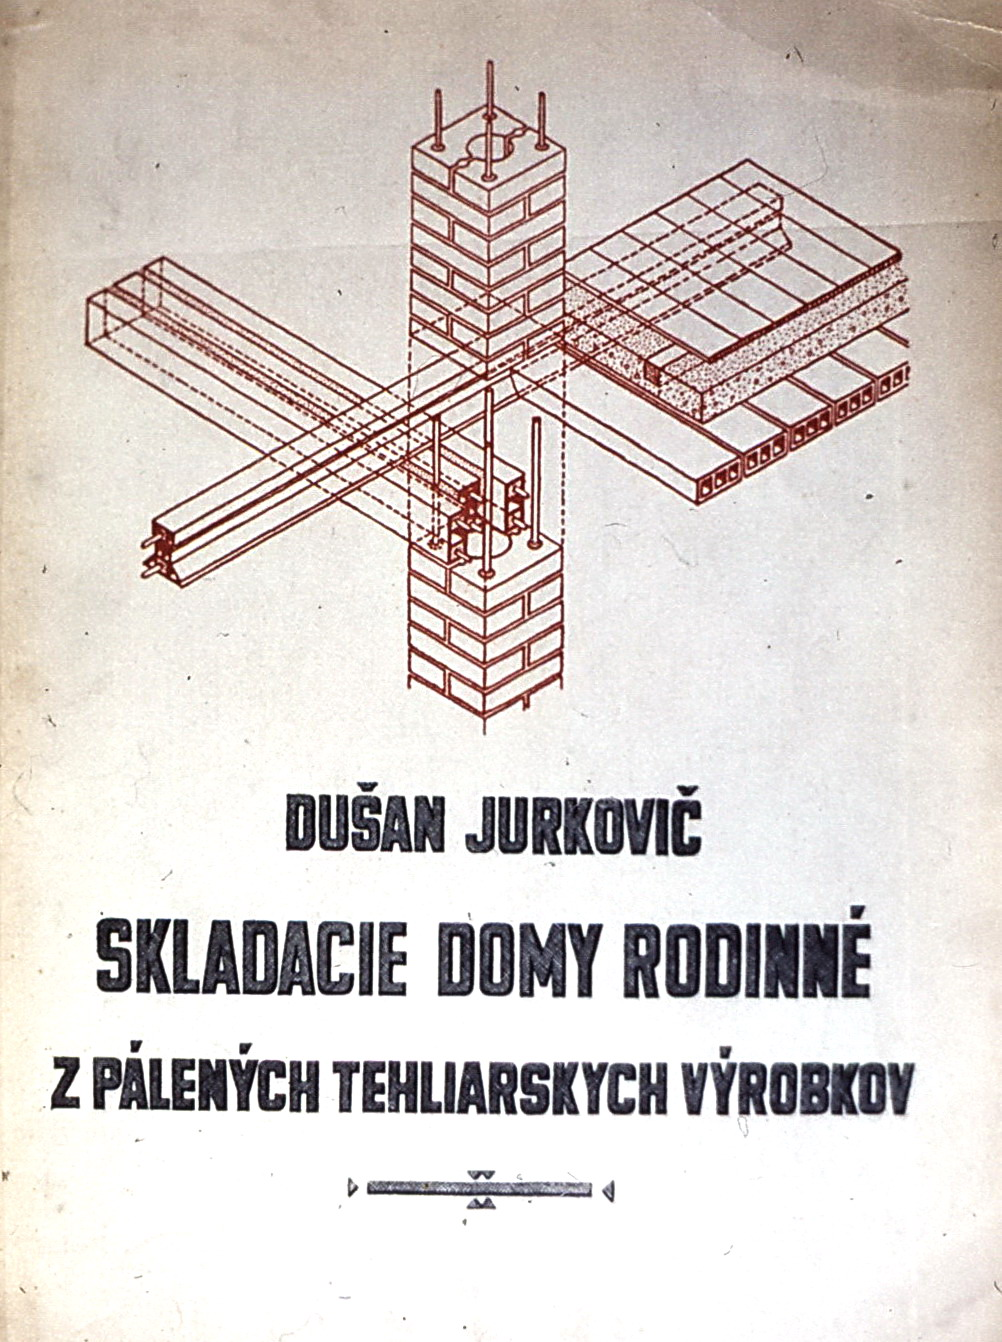 DUŠAN JURKOVIČ
SKLADACIE DOMY RODINNÉ
Z PÁLENÝCH TEHLIARSKYCH VÝROBKOV